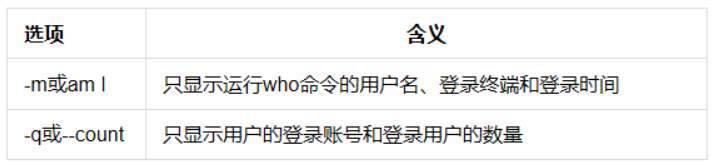 选项 含义
-m或am I 只显示运行who命令的用户名、登录终端和登录时间
-q或--count 只显示用户的登录账号和登录用户的数量